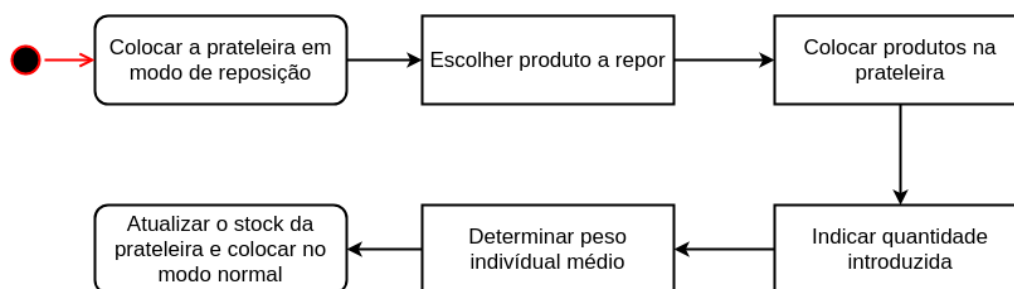 Colocar a prateleira em
modo de reposição
Escolher produto a repor
Colocar produtos na
prateleira
Indicar quantidade
introduzida
Determinar peso
indivídual médio
Atualizar o stock da
prateleira e colocar no
modo normal